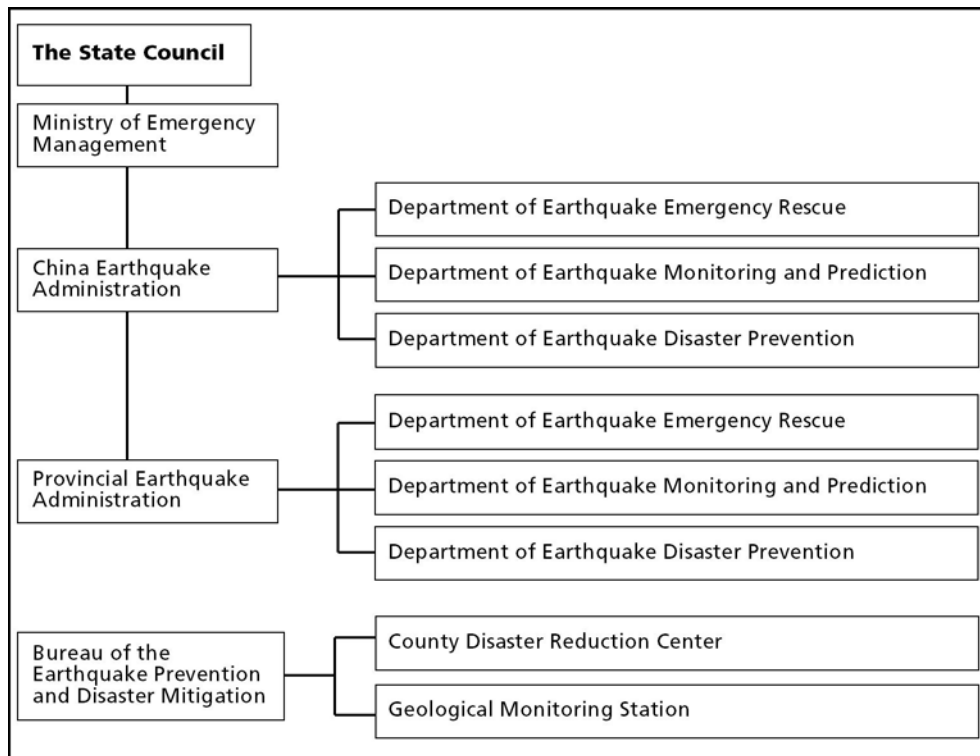 The State Council
Ministry of Emergency
Management
Department of Earthquake Emergency Rescue
China Earthquake
Administration
Department of Earthquake Monitoring and Prediction
Department of Earthquake Disaster Prevention
Department of Earthquake Emergency Rescue
Provincial Earthquake
Administration
Department of Earthquake Monitoring and Prediction
Department of Earthquake Disaster Prevention
Bureau of the
Earthquake Prevention
and Disaster Mitigation
County Disaster Reduction Center
Geological Monitoring Station